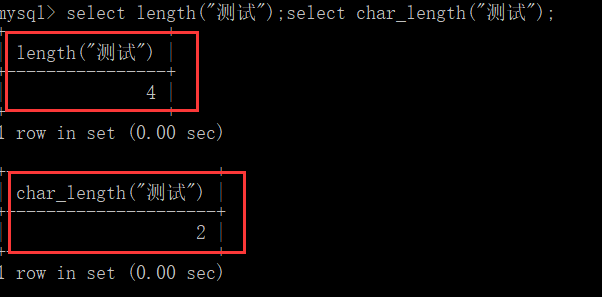 mysql> select length("测试");select char_length("测试");
+----------------+
| length("测试") |
+----------------+
| 4 |
+----------------+
1 row in set (0.00 sec)
+---------------------+
| char_length("测试") |
+---------------------+
| 2 |
+---------------------+
1 row in set (0.00 sec)